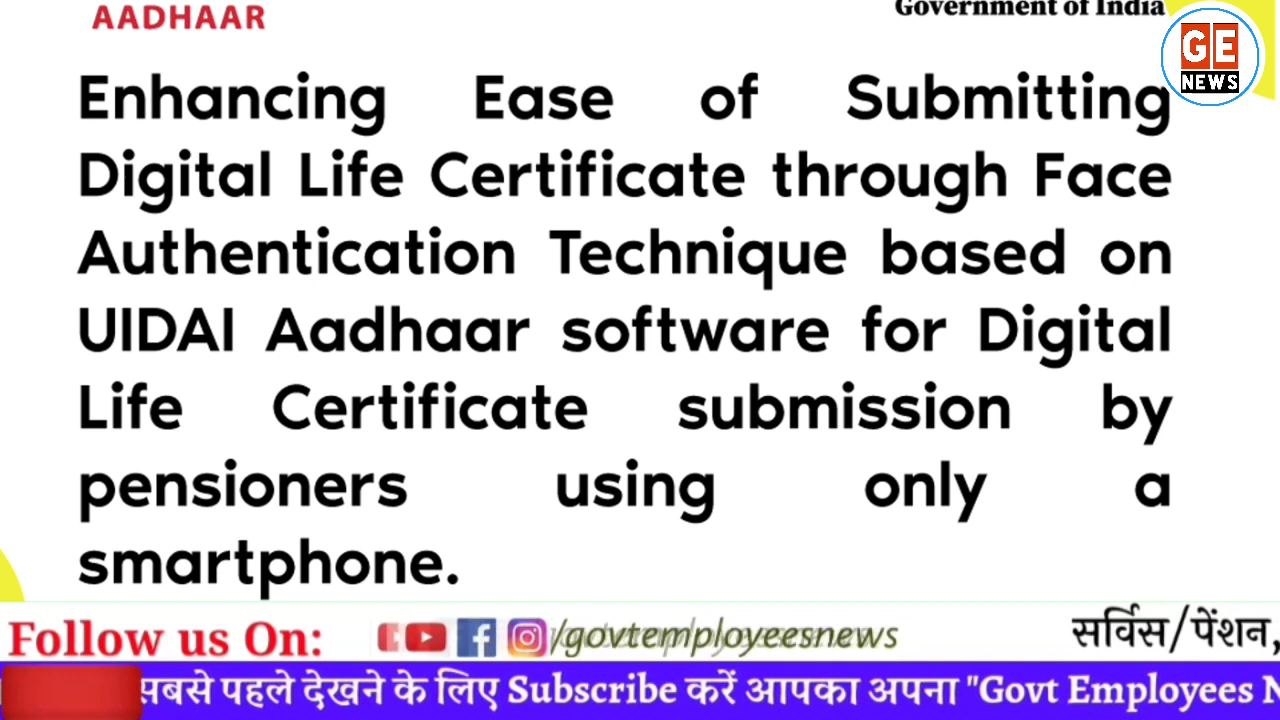 AADHAAR
Government of India
GE
NEWS
Enhancing Ease of Submitting
Digital Life Certificate through Face
Authentication Technique based on
UIDAI Aadhaar software for Digital
Life Certificate submission by
pensioners using only a
smartphone.
Follow us On: /govtemployeesnews सर्विस/पेंशन,
सबसे पहले देखने के लिए Subscribe करें आपका अपना "Govt Employees N